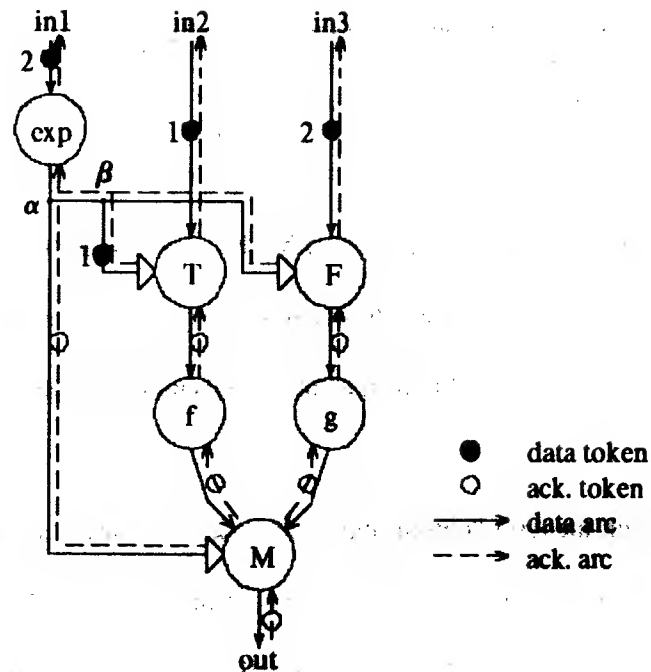 in1 in2 in3
2
exp
1
2
β
α
1
T
F
f
g
data token
ack. token
data arc
ack. arc
M
out